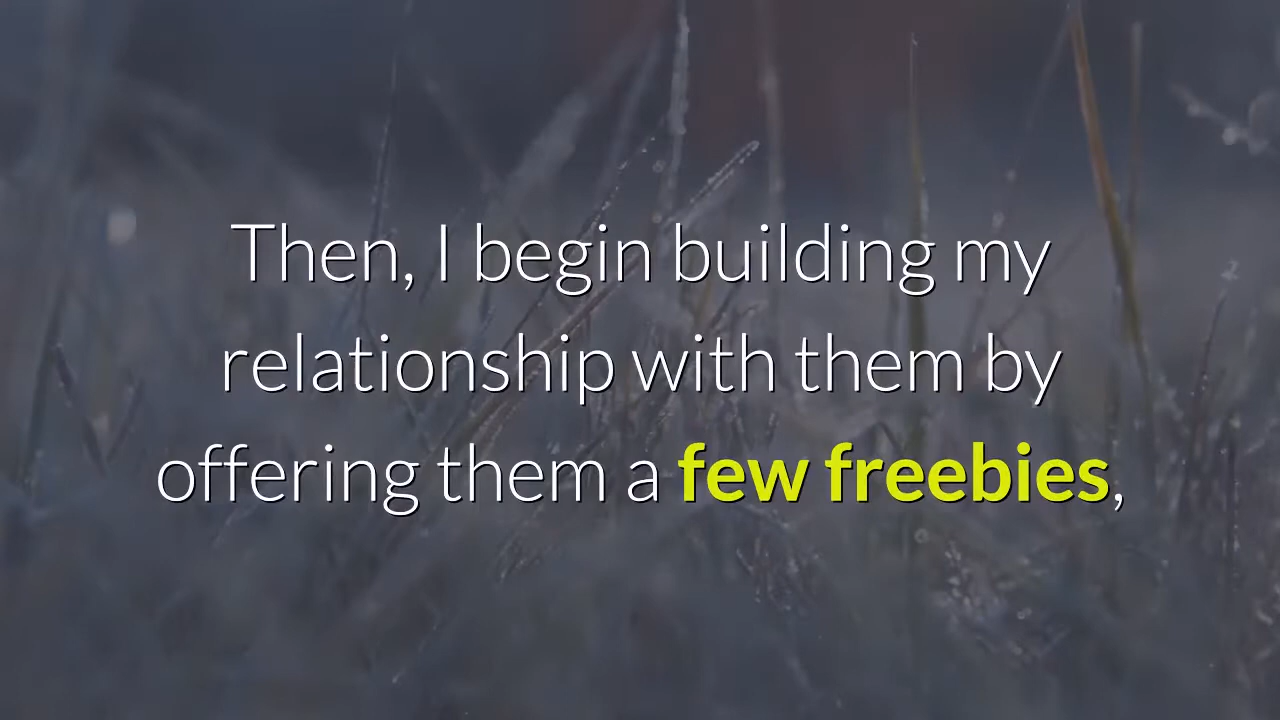 Then, I begin building my
relationship with them by
offering them a few freebies,